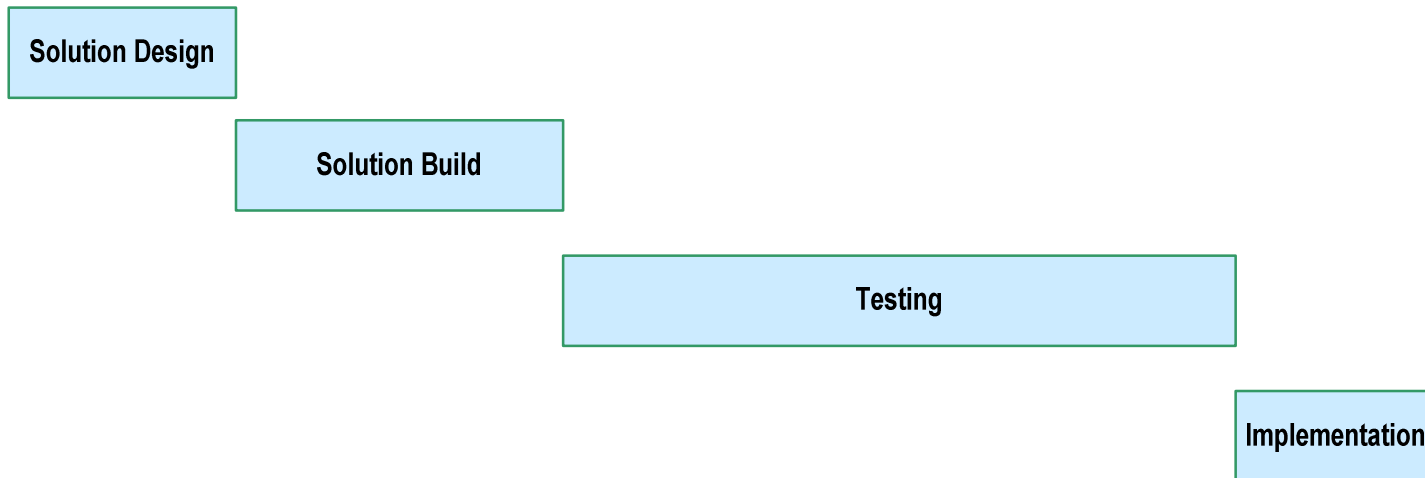 Solution Design
Solution Build
Testing
Implementation